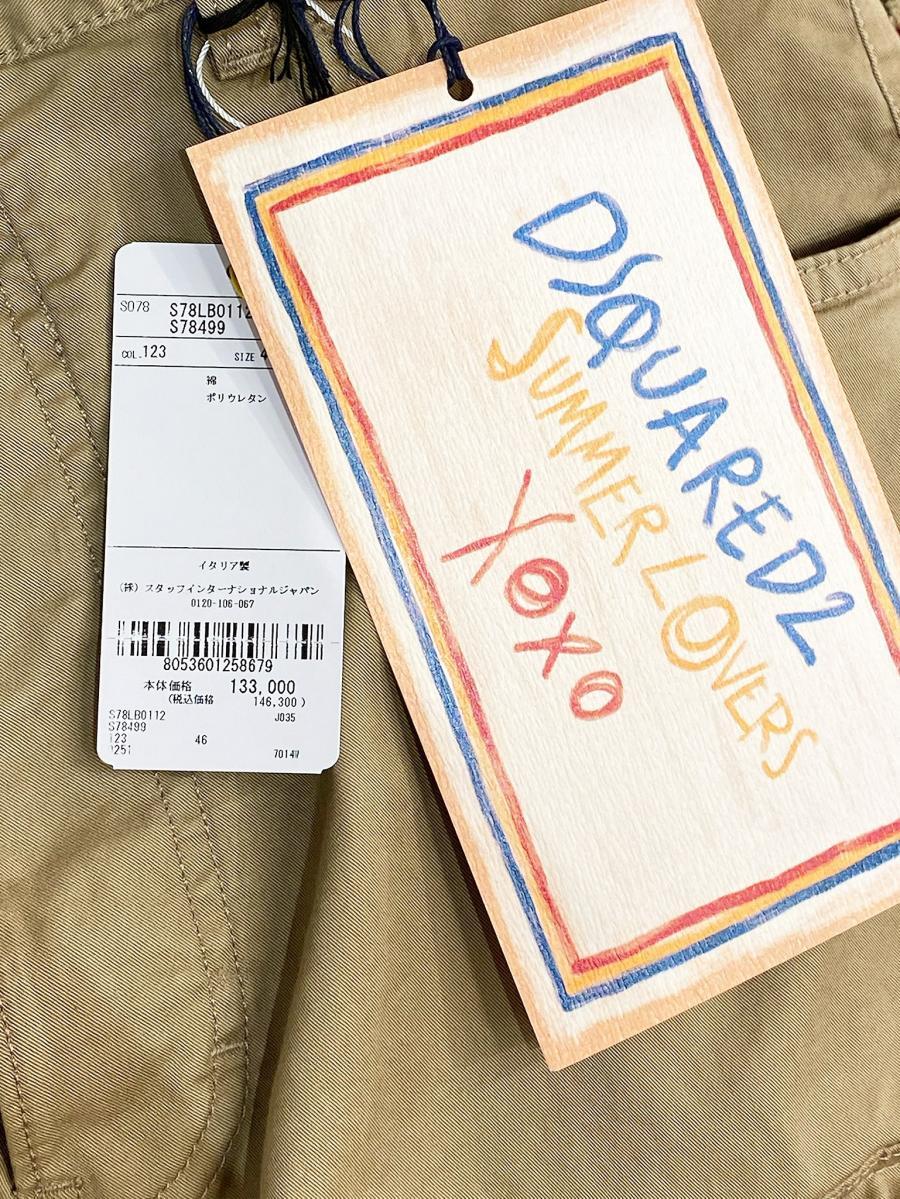 S078 S78LB0112
S78499
COL.123 SIZE 4
綿
ポリウレタン
イタリア製
(株) スタッフインターナショナルジャパン
0120-106-067
8053601258679
本体価格 133,000
(税込価格 146,300 )
S78LB0112 J035
S78499
123 46
1251 7014W
DSQUARED2
SUMMER LOVERS
XOXO